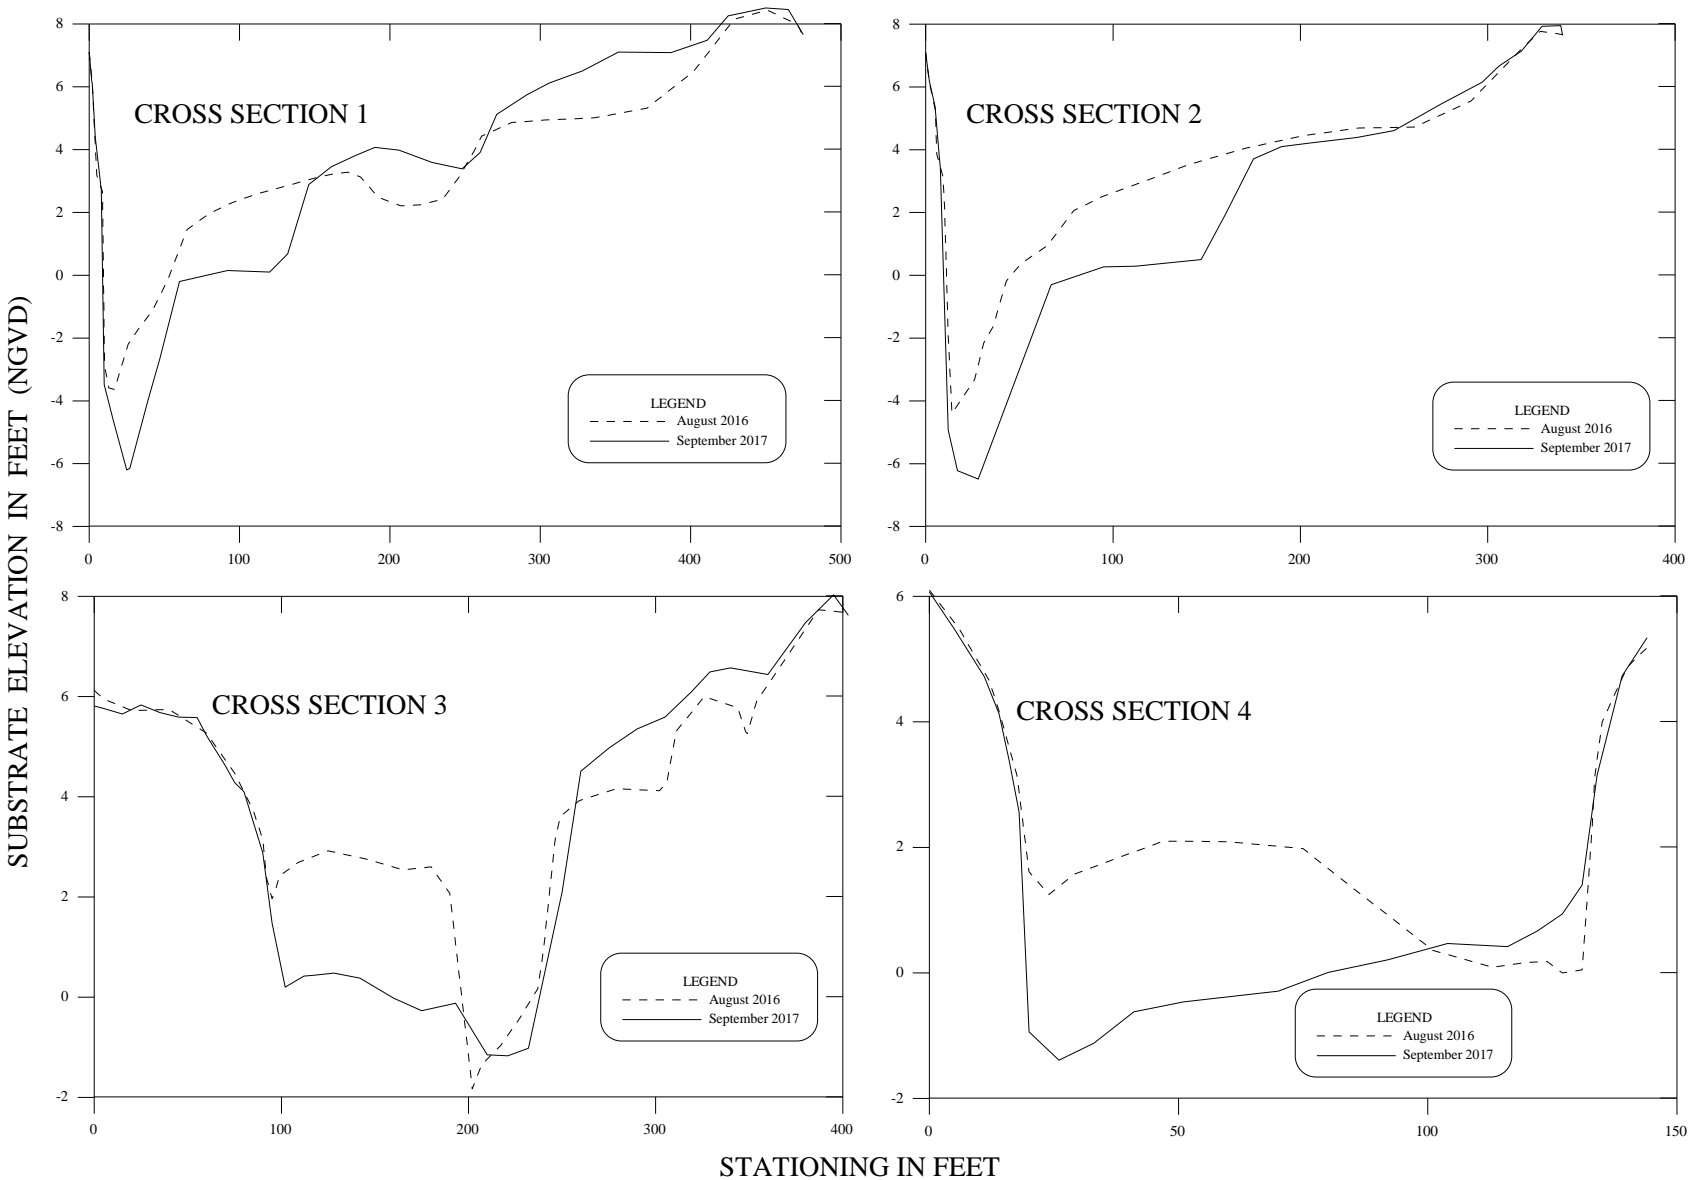 SUBSTRATE ELEVATION IN FEET (NGVD)
8
6
4
2
0
-2
-4
-6
-8
0
100
200
300
400
500
CROSS SECTION 1
LEGEND
August 2016
September 2017
8
6
4
2
0
-2
-4
-6
-8
0
100
200
300
400
CROSS SECTION 2
LEGEND
August 2016
September 2017
8
6
4
2
0
-2
0
100
200
300
400
CROSS SECTION 3
LEGEND
August 2016
September 2017
6
4
2
0
-2
0
50
100
150
CROSS SECTION 4
LEGEND
August 2016
September 2017
STATIONING IN FEET